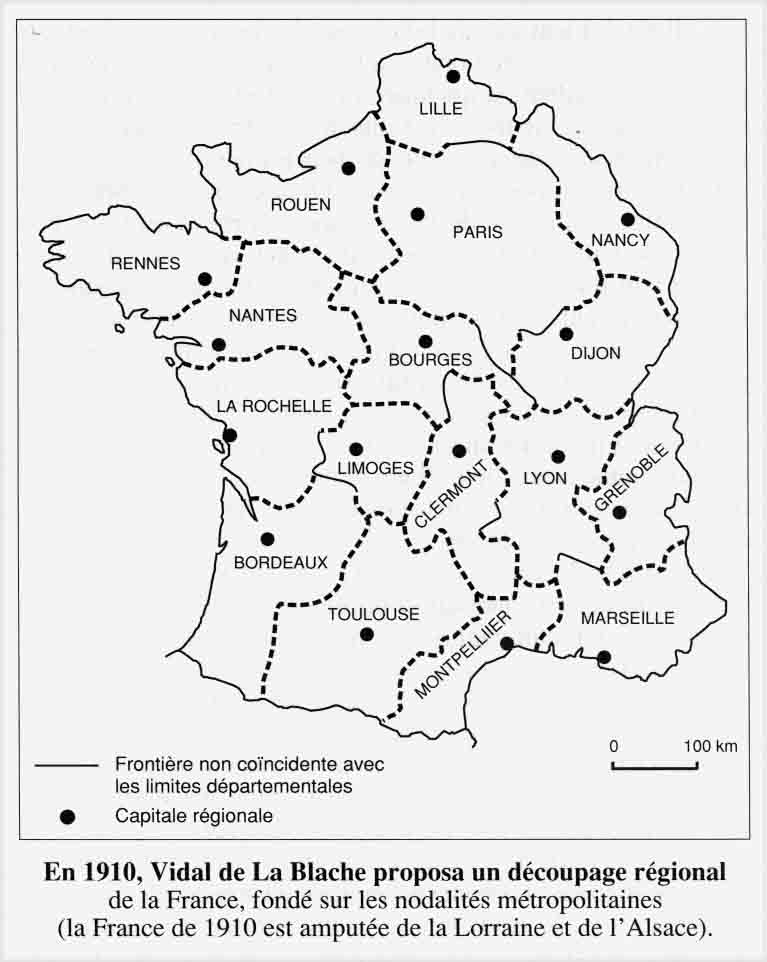 LILLE
ROUEN
PARIS
NANCY
RENNES
NANTES
BOURGES
DIJON
LA ROCHELLE
LIMOGES
CLERMONT
LYON
GRENOBLE
BORDEAUX
TOULOUSE
MONTPELLIIER
MARSEILLE
0 100 km
Frontière non coïncidente avec
les limites départementales
Capitale régionale
En 1910, Vidal de La Blache proposa un découpage régional
de la France, fondé sur les nodalités métropolitaines
(la France de 1910 est amputée de la Lorraine et de l'Alsace).